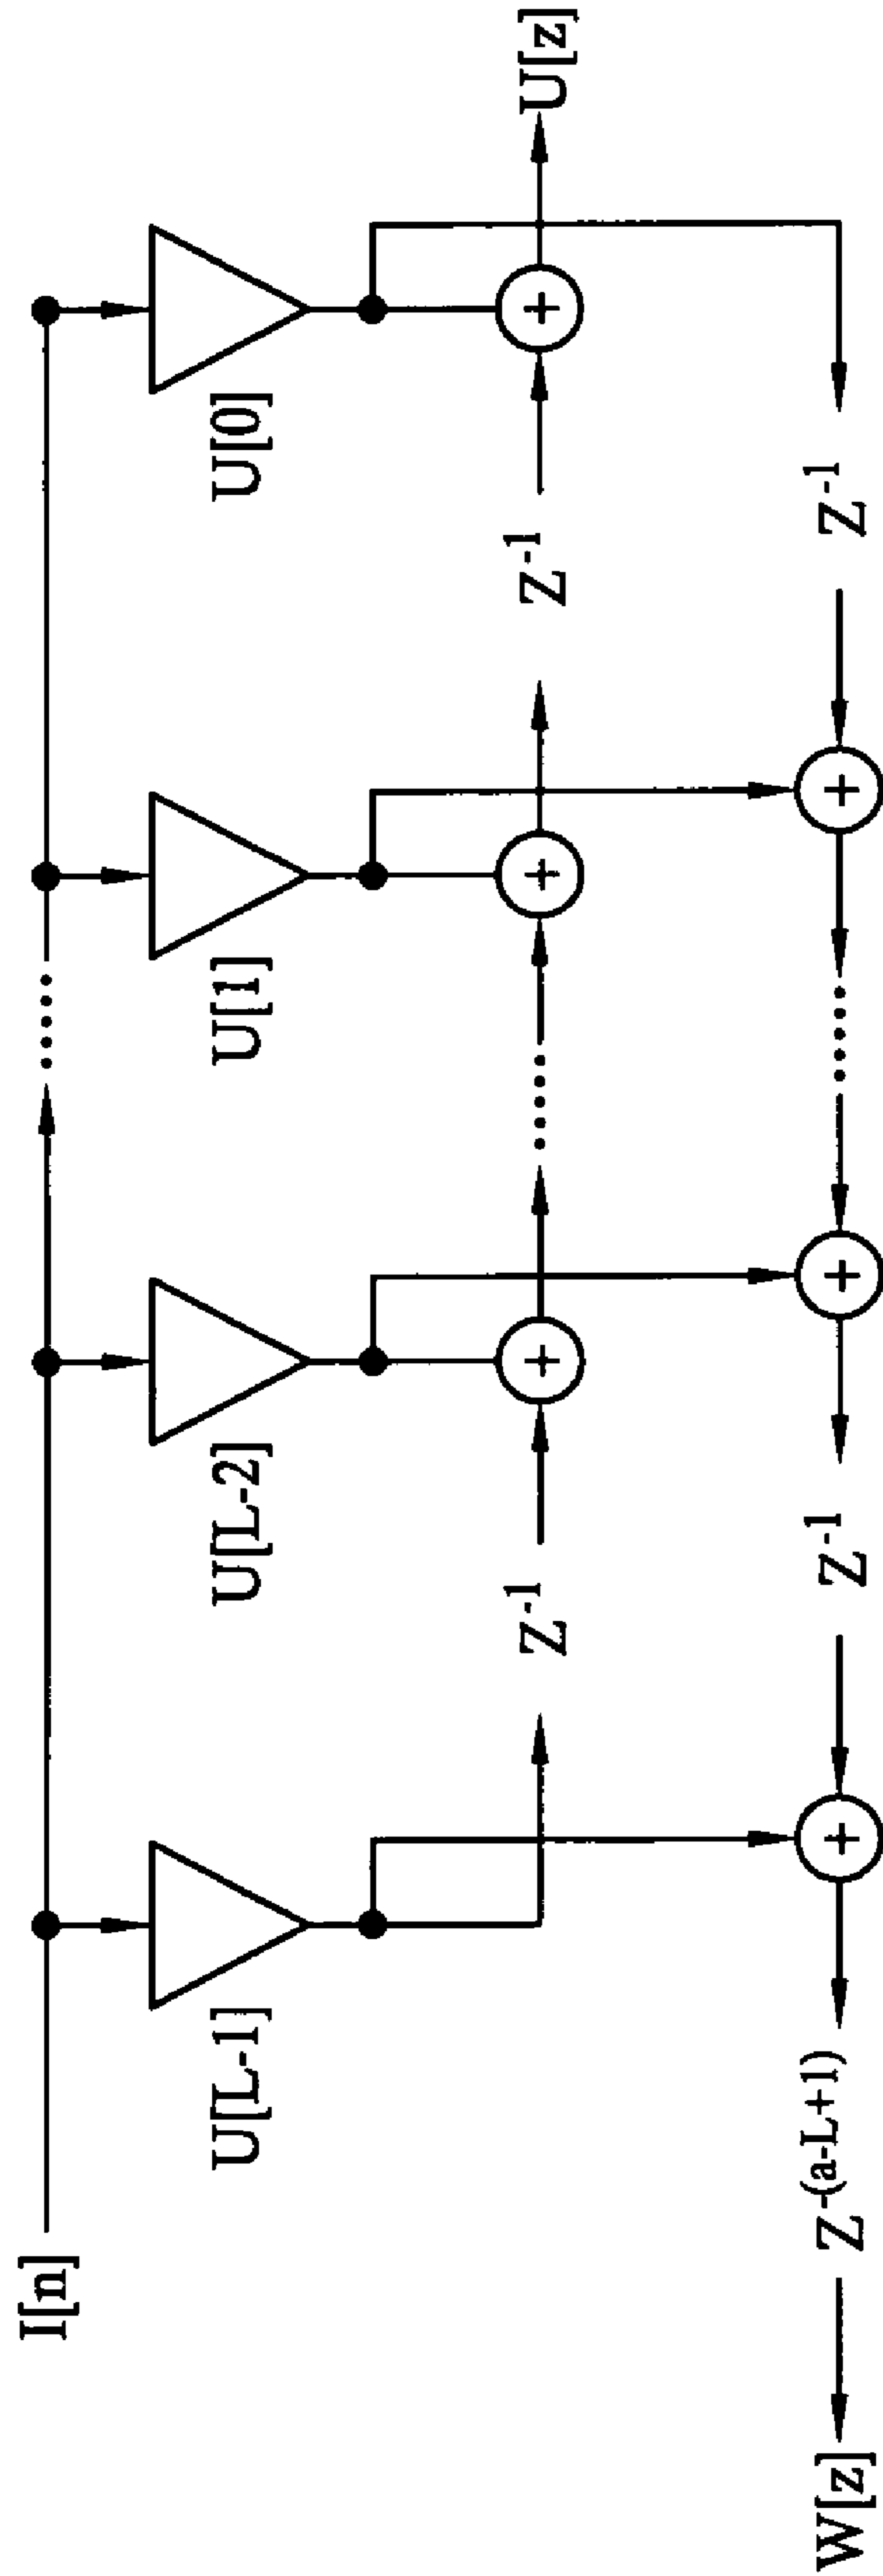 I[n]
U[L-1] U[L-2] U[1] U[0]
Z⁻¹ + ..... + Z⁻¹ + U[z]
W[z] Z⁻⁽ᵃ⁻ᴸ⁺¹⁾ + Z⁻¹ + ..... + Z⁻¹